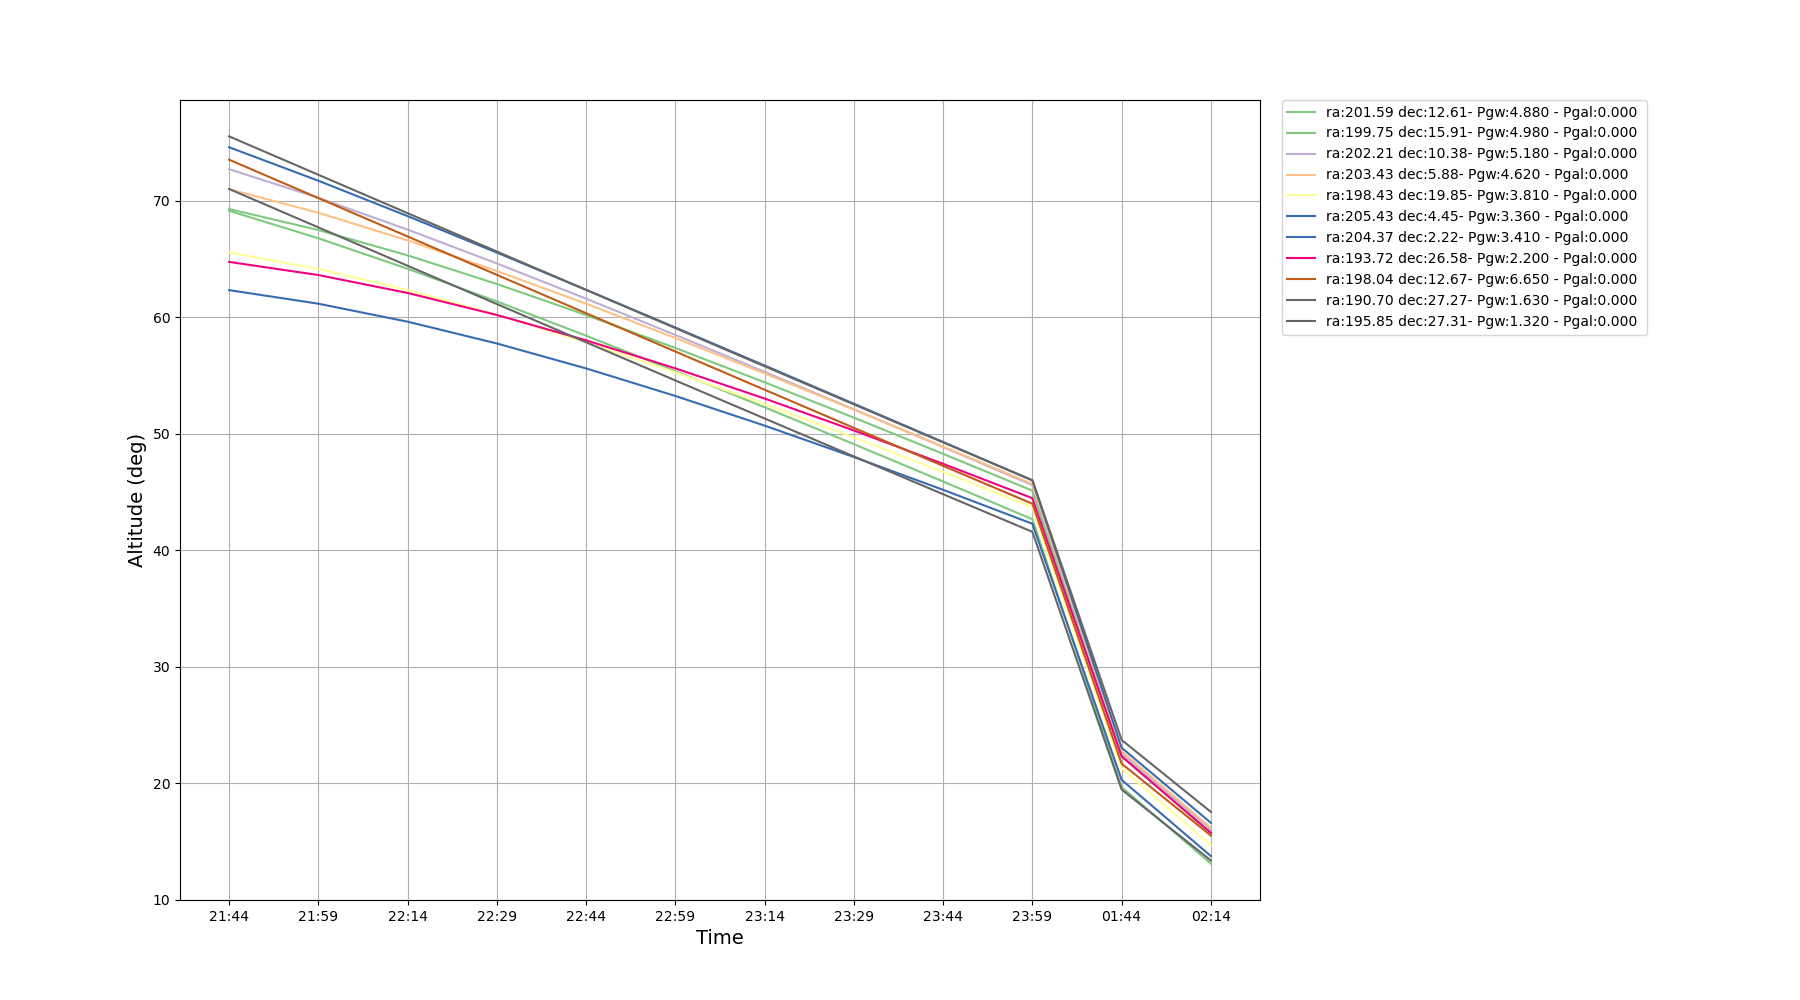 ra:201.59 dec:12.61- Pgw:4.880 - Pgal:0.000
ra:199.75 dec:15.91- Pgw:4.980 - Pgal:0.000
ra:202.21 dec:10.38- Pgw:5.180 - Pgal:0.000
ra:203.43 dec:5.88- Pgw:4.620 - Pgal:0.000
ra:198.43 dec:19.85- Pgw:3.810 - Pgal:0.000
ra:205.43 dec:4.45- Pgw:3.360 - Pgal:0.000
ra:204.37 dec:2.22- Pgw:3.410 - Pgal:0.000
ra:193.72 dec:26.58- Pgw:2.200 - Pgal:0.000
ra:198.04 dec:12.67- Pgw:6.650 - Pgal:0.000
ra:190.70 dec:27.27- Pgw:1.630 - Pgal:0.000
ra:195.85 dec:27.31- Pgw:1.320 - Pgal:0.000
Altitude (deg)
70
60
50
40
30
20
10
21:44 21:59 22:14 22:29 22:44 22:59 23:14 23:29 23:44 23:59 01:44 02:14
Time